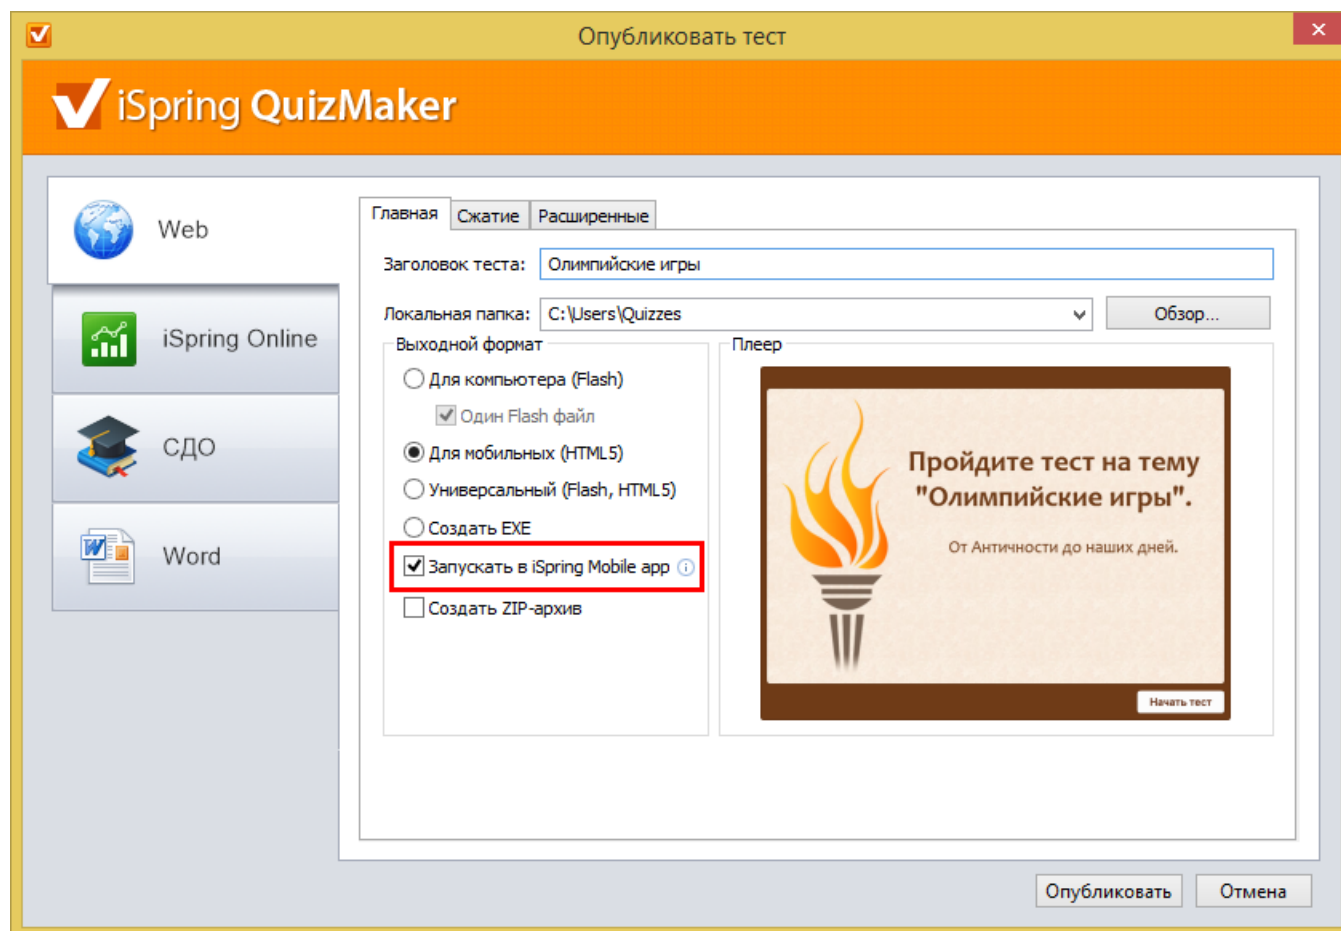 Опубликовать тест
iSpring QuizMaker
Web
iSpring Online
СДО
Word
Главная Сжатие Расширенные
Заголовок теста: Олимпийские игры
Локальная папка: C:\Users\Quizzes Обзор...
Выходной формат
Для компьютера (Flash)
Один Flash файл
Для мобильных (HTML5)
Универсальный (Flash, HTML5)
Создать EXE
Запускать в iSpring Mobile app
Создать ZIP-архив
Плеер
Пройдите тест на тему
"Олимпийские игры".
От Античности до наших дней.
Начать тест
Опубликовать Отмена